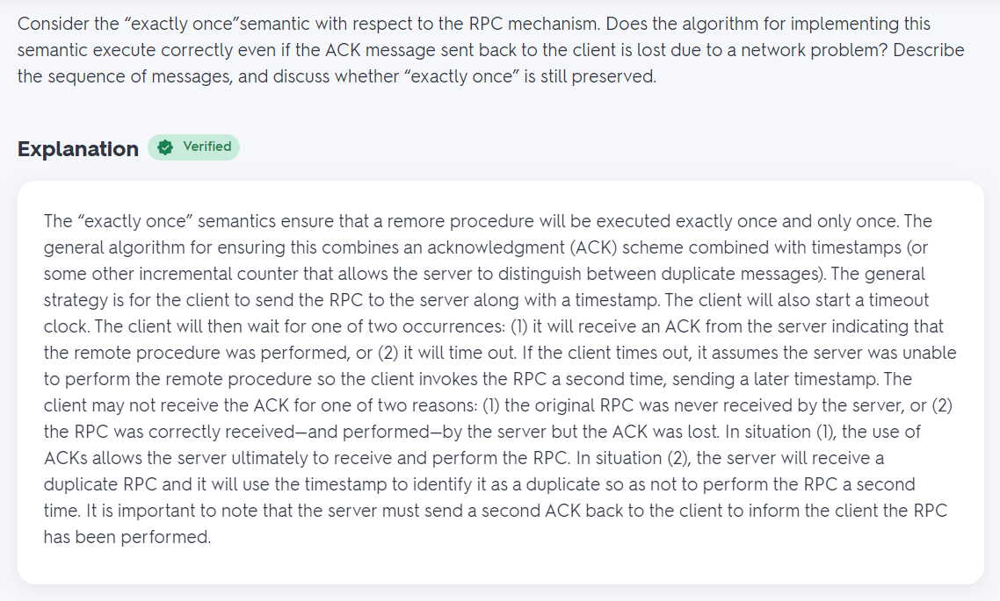 Consider the “exactly once”semantic with respect to the RPC mechanism. Does the algorithm for implementing this
semantic execute correctly even if the ACK message sent back to the client is lost due to a network problem? Describe
the sequence of messages, and discuss whether “exactly once” is still preserved.
Explanation
Verified
The “exactly once” semantics ensure that a remore procedure will be executed exactly once and only once. The
general algorithm for ensuring this combines an acknowledgment (ACK) scheme combined with timestamps (or
some other incremental counter that allows the server to distinguish between duplicate messages). The general
strategy is for the client to send the RPC to the server along with a timestamp. The client will also start a timeout
clock. The client will then wait for one of two occurrences: (1) it will receive an ACK from the server indicating that
the remote procedure was performed, or (2) it will time out. If the client times out, it assumes the server was unable
to perform the remote procedure so the client invokes the RPC a second time, sending a later timestamp. The
client may not receive the ACK for one of two reasons: (1) the original RPC was never received by the server, or (2)
the RPC was correctly received—and performed—by the server but the ACK was lost. In situation (1), the use of
ACKs allows the server ultimately to receive and perform the RPC. In situation (2), the server will receive a
duplicate RPC and it will use the timestamp to identify it as a duplicate so as not to perform the RPC a second
time. It is important to note that the server must send a second ACK back to the client to inform the client the RPC
has been performed.